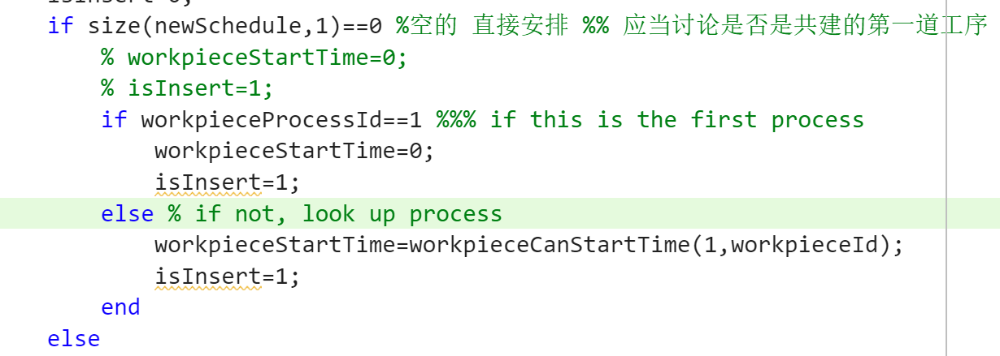 isInsert=0;
if size(newSchedule,1)==0 %空的 直接安排 %% 应当讨论是否是共建的第一道工序
% workpieceStartTime=0;
% isInsert=1;
if workpieceProcessId==1 %%% if this is the first process
workpieceStartTime=0;
isInsert=1;
else % if not, look up process
workpieceStartTime=workpieceCanStartTime(1,workpieceId);
isInsert=1;
end
else